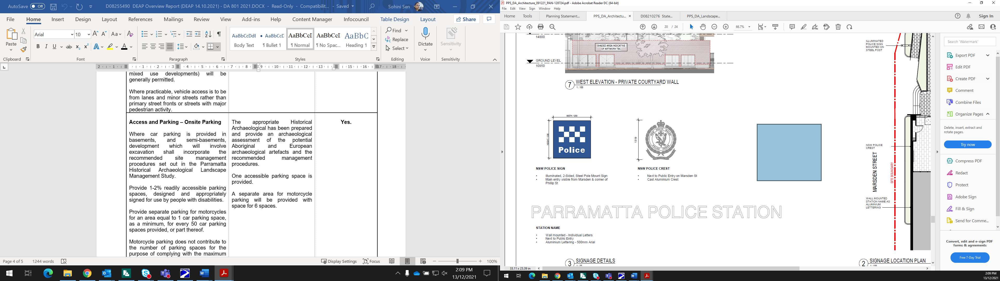 AutoSave Off
D08255490 DEAP Overview Report (DEAP 14.10.2021) - DA 801 2021.DOCX - Read-Only - Compatibilit... - Saved
Sohini Sen
File Home Insert Design Layout References Mailings Review View Add-ins Help Content Manager Infocouncil Table Design Layout
Share
Paste
Arial 10
Clipboard Font Paragraph
AaBbCcDdE AaBbCcD AaBbCcI AaBbCcI AaBbC
Body Text ¶ Bullet 1 ¶ Normal ¶ No Spac... Heading 1
Styles
Find
Replace
Select
Editing
Dictate
Voice
Sensitivity
Sensitivity
mixed use developments) will be
generally permitted.
Where practicable, vehicle access is to be
from lanes and minor streets rather than
primary street fronts or streets with major
pedestrian activity.
Access and Parking – Onsite Parking
Where car parking is provided in
basements, and semi-basements,
development which will involve
excavation shall incorporate the
recommended site management
procedures set out in the Parramatta
Historical Archaeological Landscape
Management Study.
Provide 1-2% readily accessible parking
spaces, designed and appropriately
signed for use by people with disabilities.
Provide separate parking for motorcycles
for an area equal to 1 car parking space,
as a minimum, for every 50 car parking
spaces provided, or part thereof.
Motorcycle parking does not contribute to
the number of parking spaces for the
purpose of complying with the maximum
The appropriate Historical
Archaeological has been prepared
and provide an archaeological
assessment of the potential
Aboriginal and European
archaeological artefacts and the
recommended management
procedures.
One accessible parking space is
provided.
A separate area for motorcycle
parking will be provided with
space for 6 spaces.
Yes.
Page 4 of 5 1244 words
Display Settings Focus 100%
2:09 PM
13/12/2021
PPS_DA_Architecture_091221_PAN-128724.pdf - Adobe Acrobat Reader DC (64-bit)
File Edit View Sign Window Help
Home Tools Planning Statement... PPS_DA_Architectu... × D08210276 State... PPS_DA_Landscape... Sign In
20 / 24 66.7%
14800
SHADED AREA INDICATIVE
OF ARTWORK TBC
GROUND LEVEL
10950
7 WEST ELEVATION - PRIVATE COURTYARD WALL
1 : 100
WIDTH : 1250
HEIGHT : 1250
Police
1319
NEW SOUTH WALES
POLICE FORCE
NSW POLICE SIGN
• Illuminated, 2-Sided, Steel Pole Mount Sign
• Main entry visible from Marsden & corner of
Phillip St
NSW POLICE CREST
• Next to Public Entry on Marsden St
• Cast Aluminium Crest
PARRAMATTA POLICE STATION
STATION NAME
• Wall mounted - Individual Letters
• Next to Public Entry
• Aluminium Lettering - 500mm Arial
3 SIGNAGE DETAILS
1 : 25
ILLUMINATED
POLICE SIGN
MOUNTED ON
STEEL POST
NSW POLICE
CREST
MARSDEN STREET
SITE BOUNDARY
WALL MOUNTED
STATION NAME AS
ALUMINIUM
LETTERING
2 SIGNAGE LOCATION PLAN
1 : 100
33.11 x 23.39 in
Search 'Watermark'
Export PDF
Edit PDF
Create PDF
Comment
Combine Files
Organize Pages
Delete, insert, extract and
rotate pages.
Try now
Compress PDF
Redact
Protect
Adobe Sign
Fill & Sign
Send for Comme...
Convert, edit and e-sign PDF
forms & agreements
Free 7-Day Trial
2:09 PM
13/12/2021